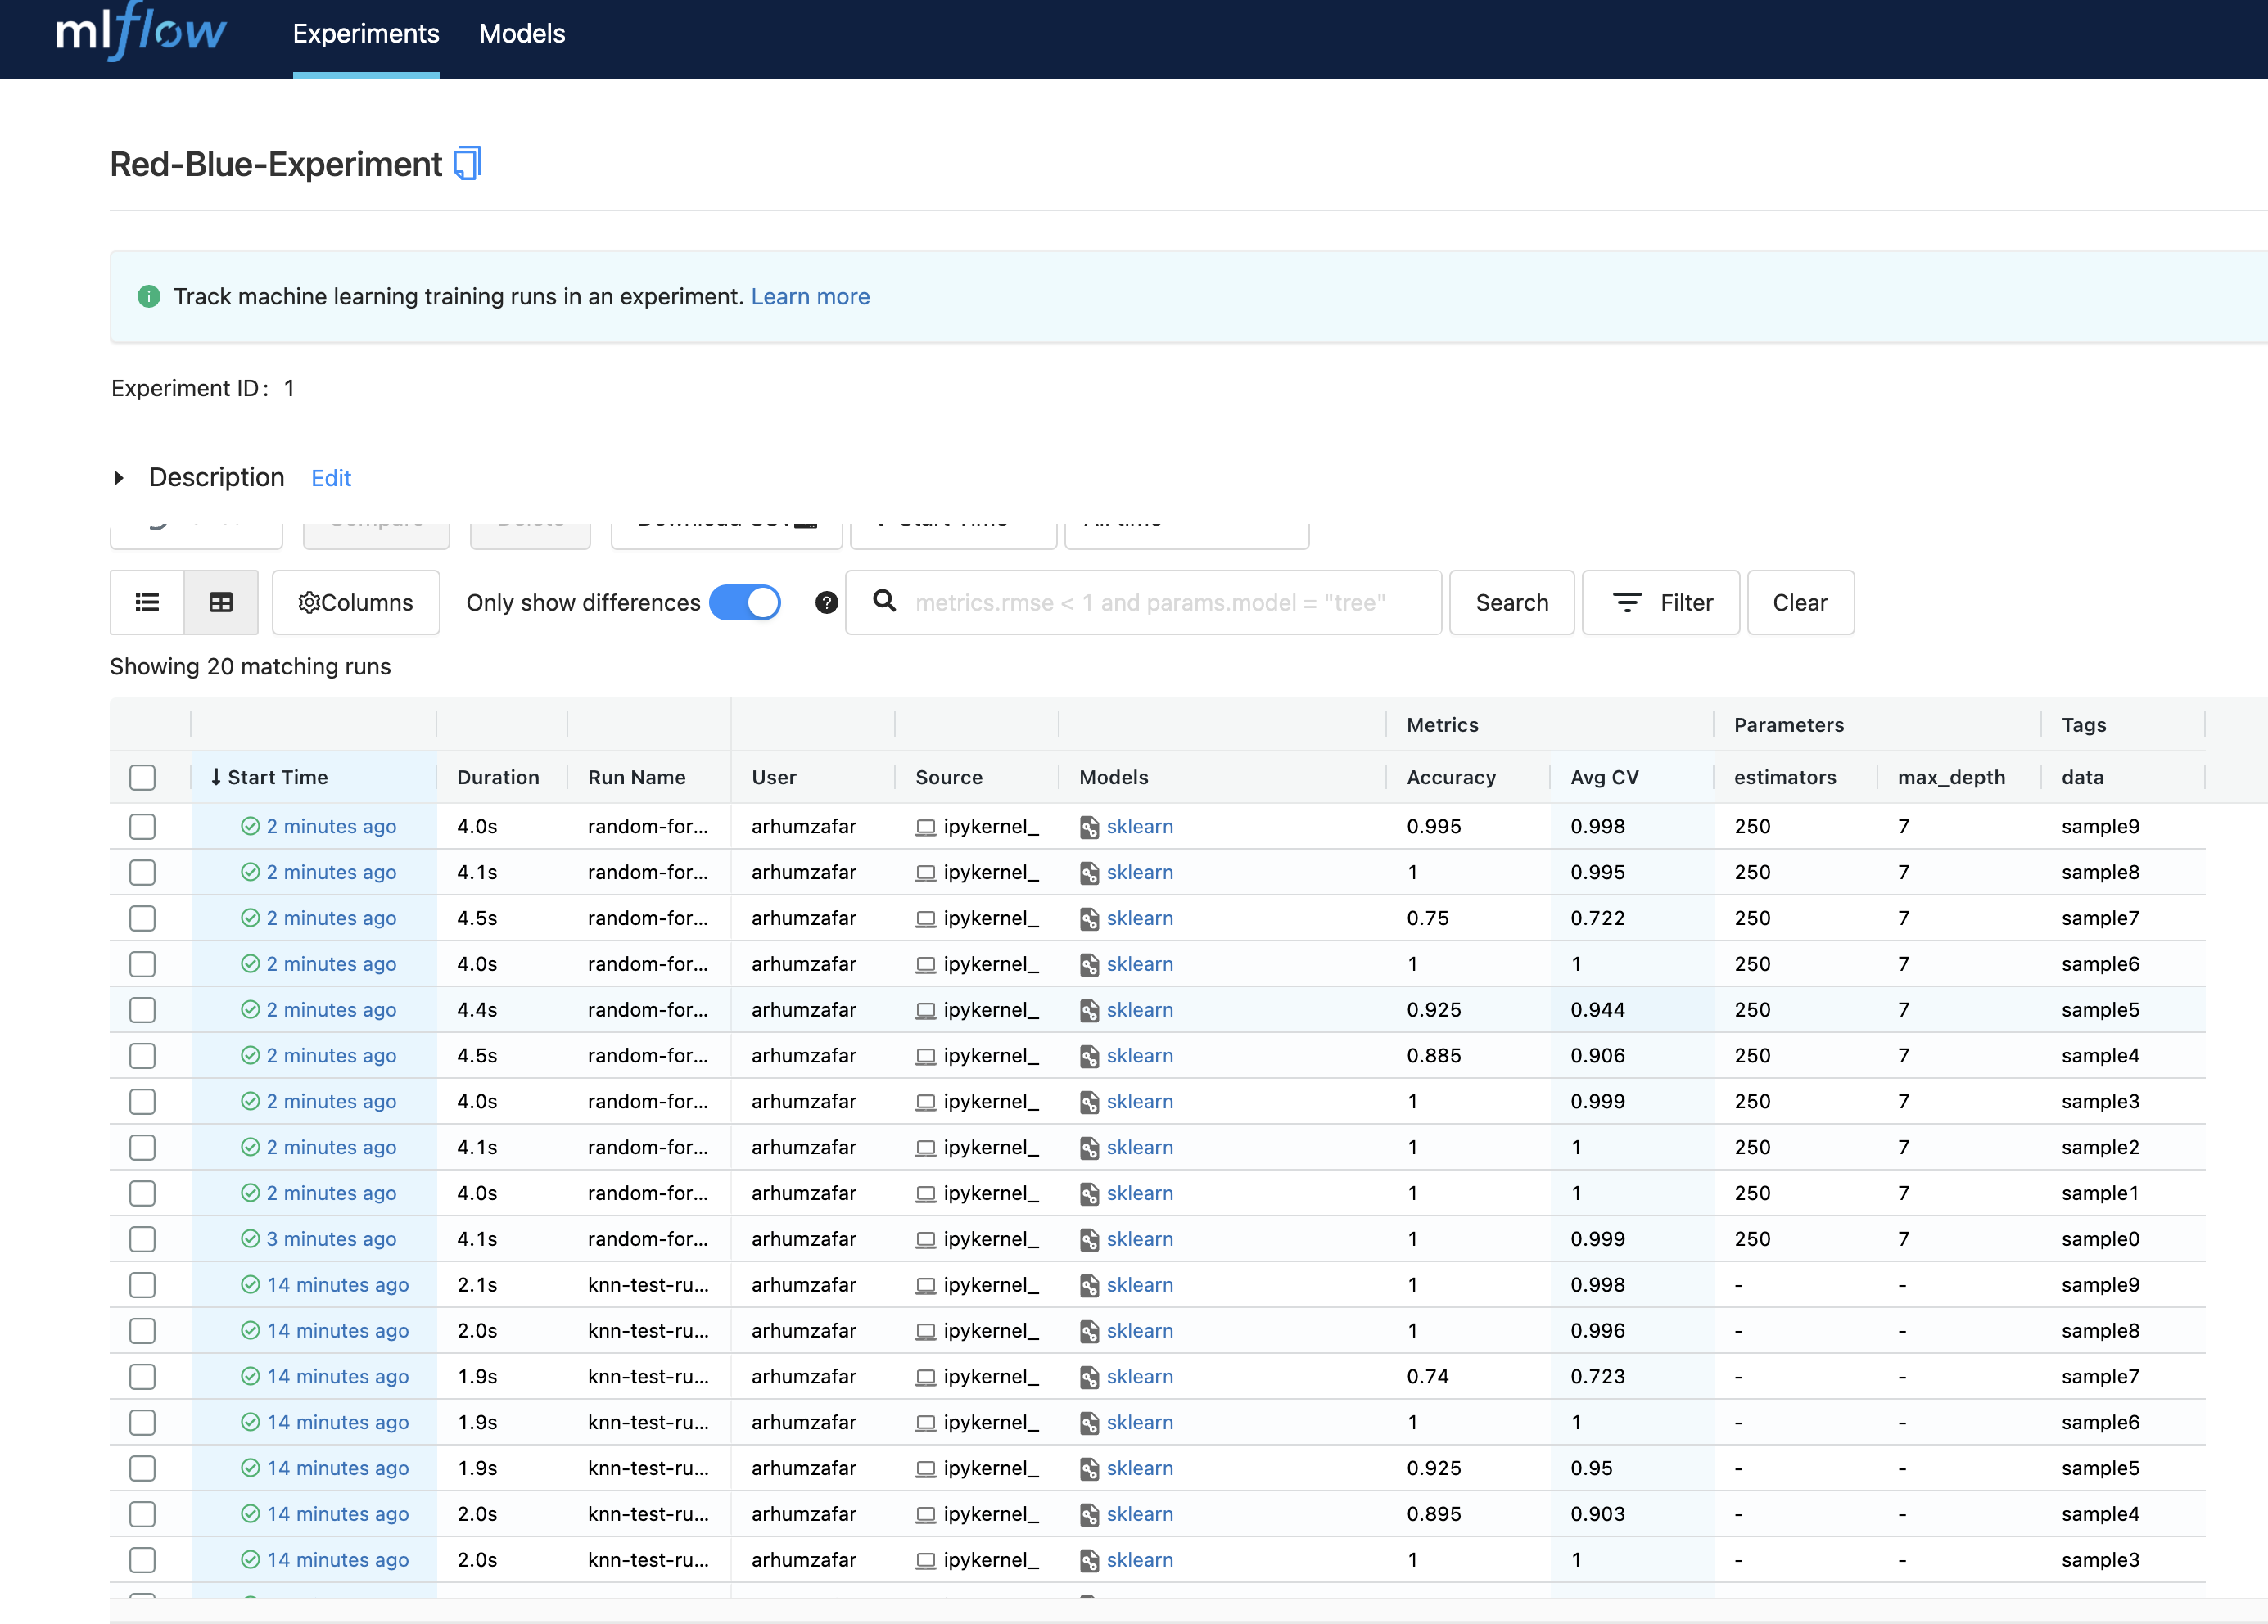 mlflow Experiments Models
Red-Blue-Experiment
Track machine learning training runs in an experiment. Learn more
Experiment ID: 1
Description Edit
Columns Only show differences metrics.rmse < 1 and params.model = "tree" Search Filter Clear
Showing 20 matching runs
Metrics Parameters Tags
Start Time Duration Run Name User Source Models Accuracy Avg CV estimators max_depth data
2 minutes ago 4.0s random-for... arhumzafar ipykernel_ sklearn 0.995 0.998 250 7 sample9
2 minutes ago 4.1s random-for... arhumzafar ipykernel_ sklearn 1 0.995 250 7 sample8
2 minutes ago 4.5s random-for... arhumzafar ipykernel_ sklearn 0.75 0.722 250 7 sample7
2 minutes ago 4.0s random-for... arhumzafar ipykernel_ sklearn 1 1 250 7 sample6
2 minutes ago 4.4s random-for... arhumzafar ipykernel_ sklearn 0.925 0.944 250 7 sample5
2 minutes ago 4.5s random-for... arhumzafar ipykernel_ sklearn 0.885 0.906 250 7 sample4
2 minutes ago 4.0s random-for... arhumzafar ipykernel_ sklearn 1 0.999 250 7 sample3
2 minutes ago 4.1s random-for... arhumzafar ipykernel_ sklearn 1 1 250 7 sample2
2 minutes ago 4.0s random-for... arhumzafar ipykernel_ sklearn 1 1 250 7 sample1
3 minutes ago 4.1s random-for... arhumzafar ipykernel_ sklearn 1 0.999 250 7 sample0
14 minutes ago 2.1s knn-test-ru... arhumzafar ipykernel_ sklearn 1 0.998 - - sample9
14 minutes ago 2.0s knn-test-ru... arhumzafar ipykernel_ sklearn 1 0.996 - - sample8
14 minutes ago 1.9s knn-test-ru... arhumzafar ipykernel_ sklearn 0.74 0.723 - - sample7
14 minutes ago 1.9s knn-test-ru... arhumzafar ipykernel_ sklearn 1 1 - - sample6
14 minutes ago 1.9s knn-test-ru... arhumzafar ipykernel_ sklearn 0.925 0.95 - - sample5
14 minutes ago 2.0s knn-test-ru... arhumzafar ipykernel_ sklearn 0.895 0.903 - - sample4
14 minutes ago 2.0s knn-test-ru... arhumzafar ipykernel_ sklearn 1 1 - - sample3